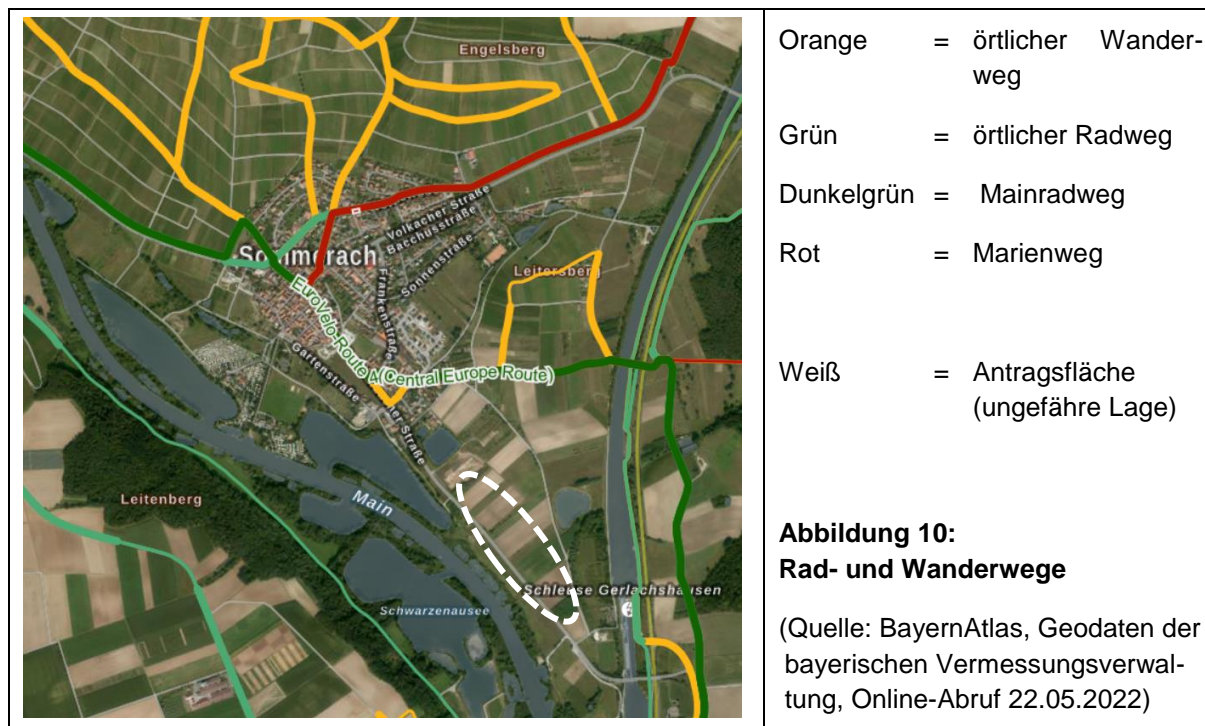 Engelsberg
Volkacher Straße
Bacchusstraße
Sommerach
Sonnenstraße
Leitersberg
Frankenstraße
EuroVelo-Route 4 (Central Europe Route)
Gartenstraße
Straße
Main
Leitenberg
Schleuse Gerlachshausen
Schwarzenausee
Orange = örtlicher Wander-
weg
Grün = örtlicher Radweg
Dunkelgrün = Mainradweg
Rot = Marienweg
Weiß = Antragsfläche
(ungefähre Lage)
Abbildung 10:
Rad- und Wanderwege
(Quelle: BayernAtlas, Geodaten der
bayerischen Vermessungsverwal-
tung, Online-Abruf 22.05.2022)